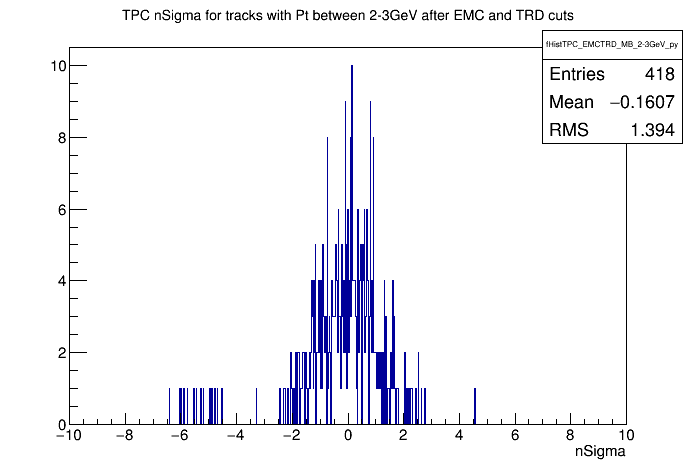 TPC nSigma for tracks with Pt between 2-3GeV after EMC and TRD cuts
fHistTPC_EMCTRD_MB_2-3GeV_py
Entries 418
Mean −0.1607
RMS 1.394
10
8
6
4
2
0
−10 −8 −6 −4 −2 0 2 4 6 8 10
nSigma